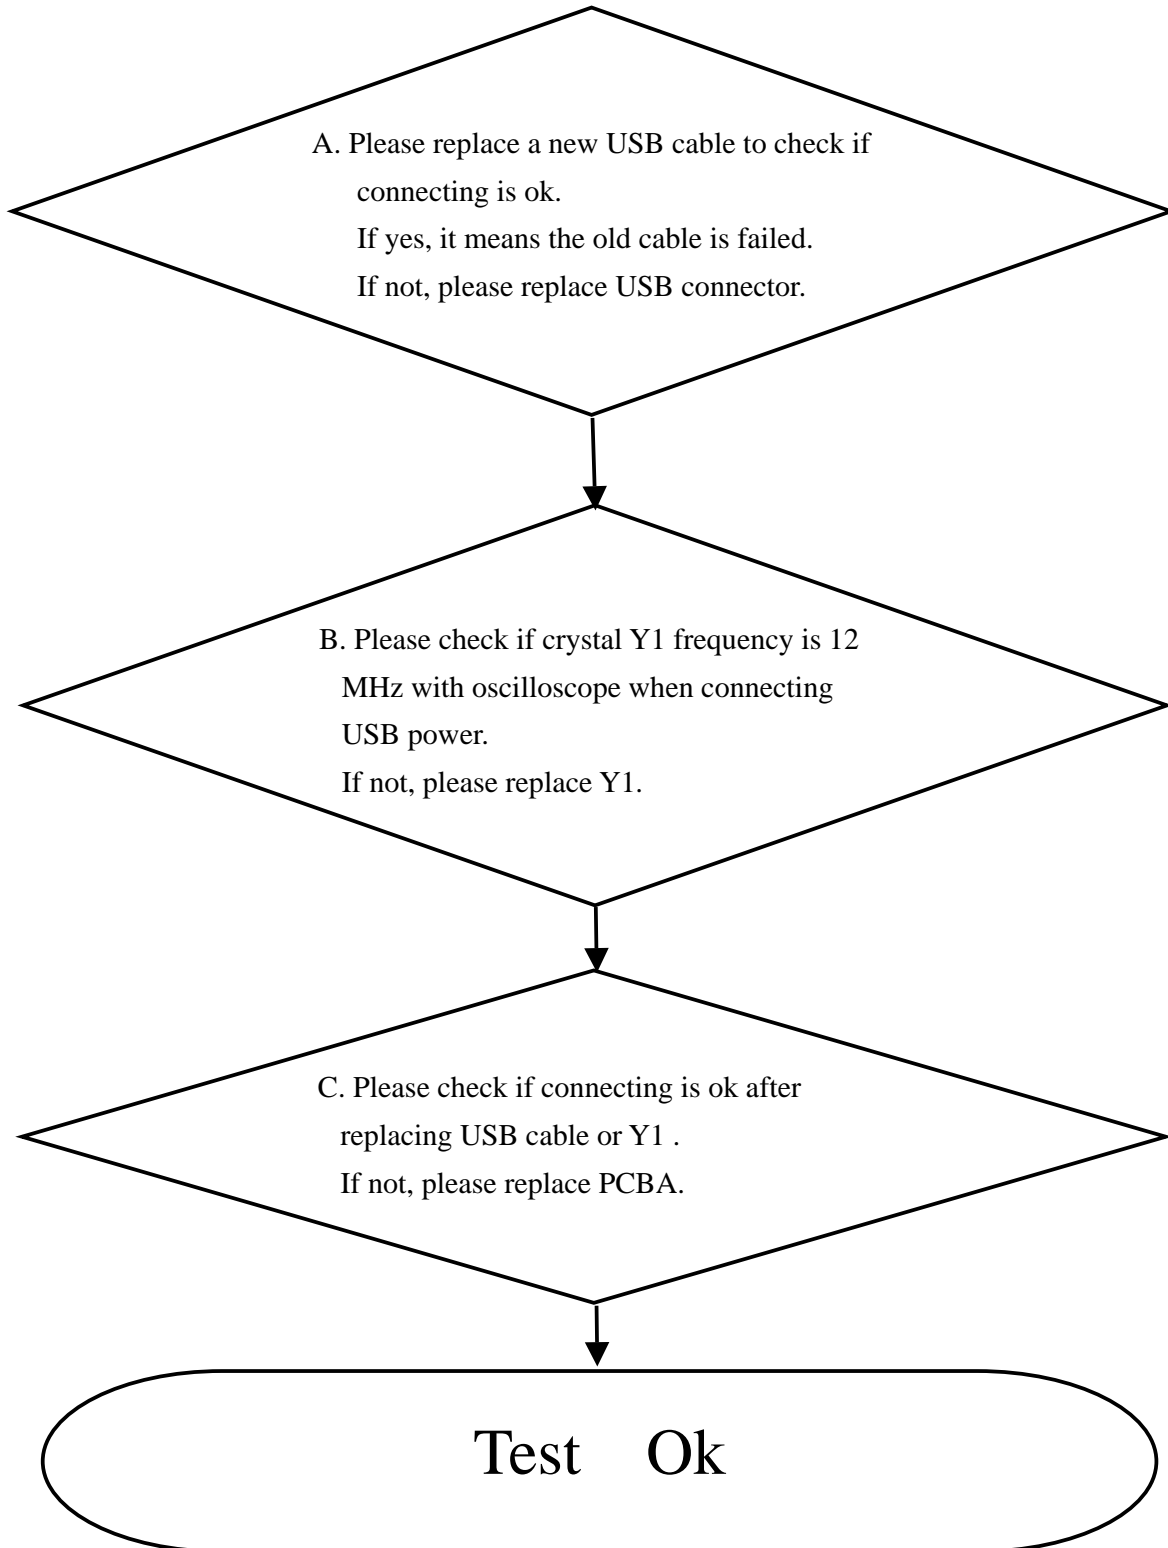 A. Please replace a new USB cable to check if
connecting is ok.
If yes, it means the old cable is failed.
If not, please replace USB connector.
B. Please check if crystal Y1 frequency is 12
MHz with oscilloscope when connecting
USB power.
If not, please replace Y1.
C. Please check if connecting is ok after
replacing USB cable or Y1 .
If not, please replace PCBA.
Test Ok